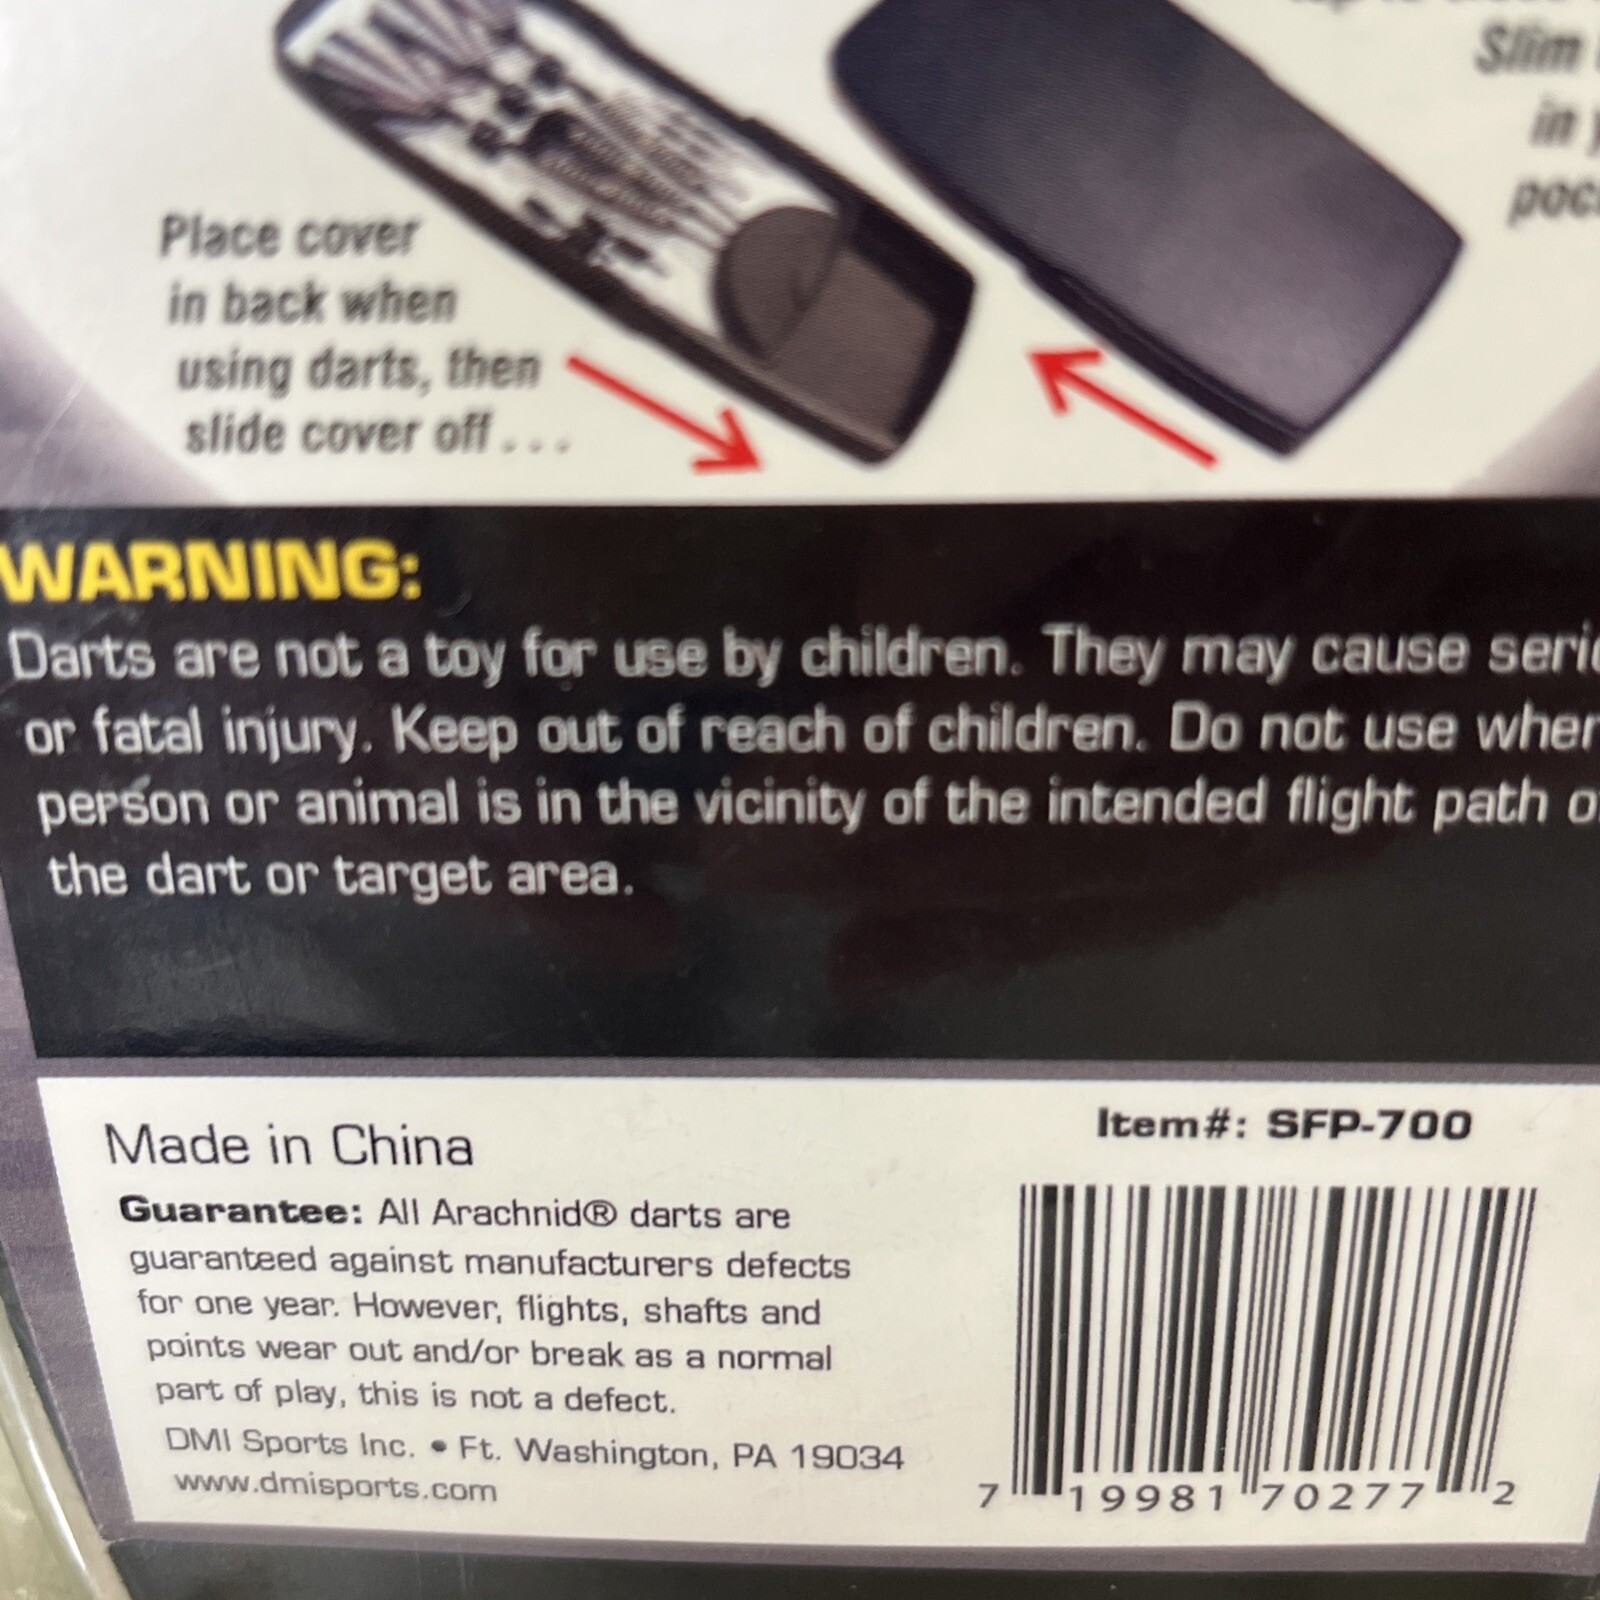 Slim
in
Place cover
in back when
using darts, then
slide cover off . . .
WARNING:
Darts are not a toy for use by children. They may cause
or fatal injury. Keep out of reach of children. Do not use
person or animal is in the vicinity of the intended flight path
the dart or target area.
Made in China
Item#: SFP-700
Guarantee: All Arachnid® darts are
guaranteed against manufacturers defects
for one year. However, flights, shafts and
points wear out and/or break as a normal
part of play, this is not a defect.
DMI Sports Inc. • Ft. Washington, PA 19034
www.dmisports.com
7 19981 70277 2